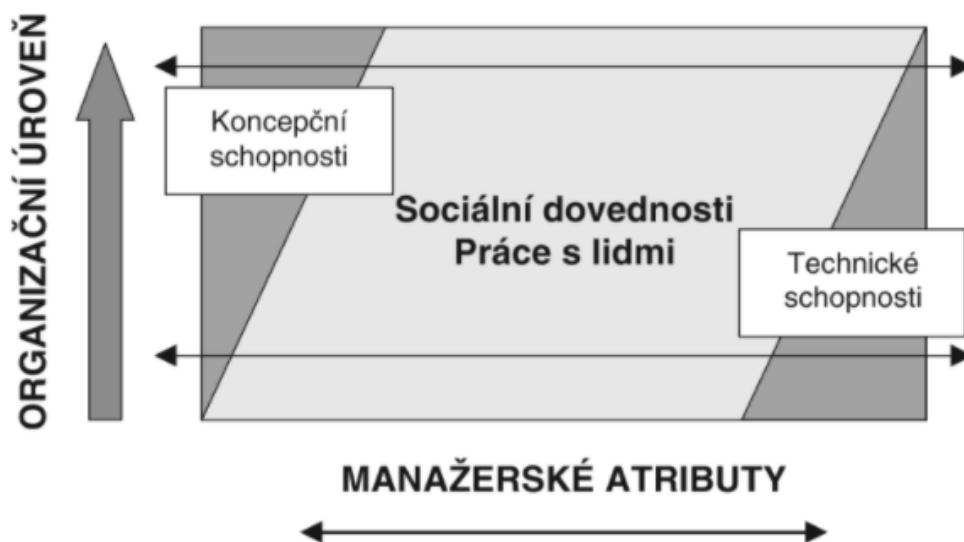 ORGANIZAČNÍ ÚROVEŇ
Koncepční
schopnosti
Sociální dovednosti
Práce s lidmi
Technické
schopnosti
MANAŽERSKÉ ATRIBUTY